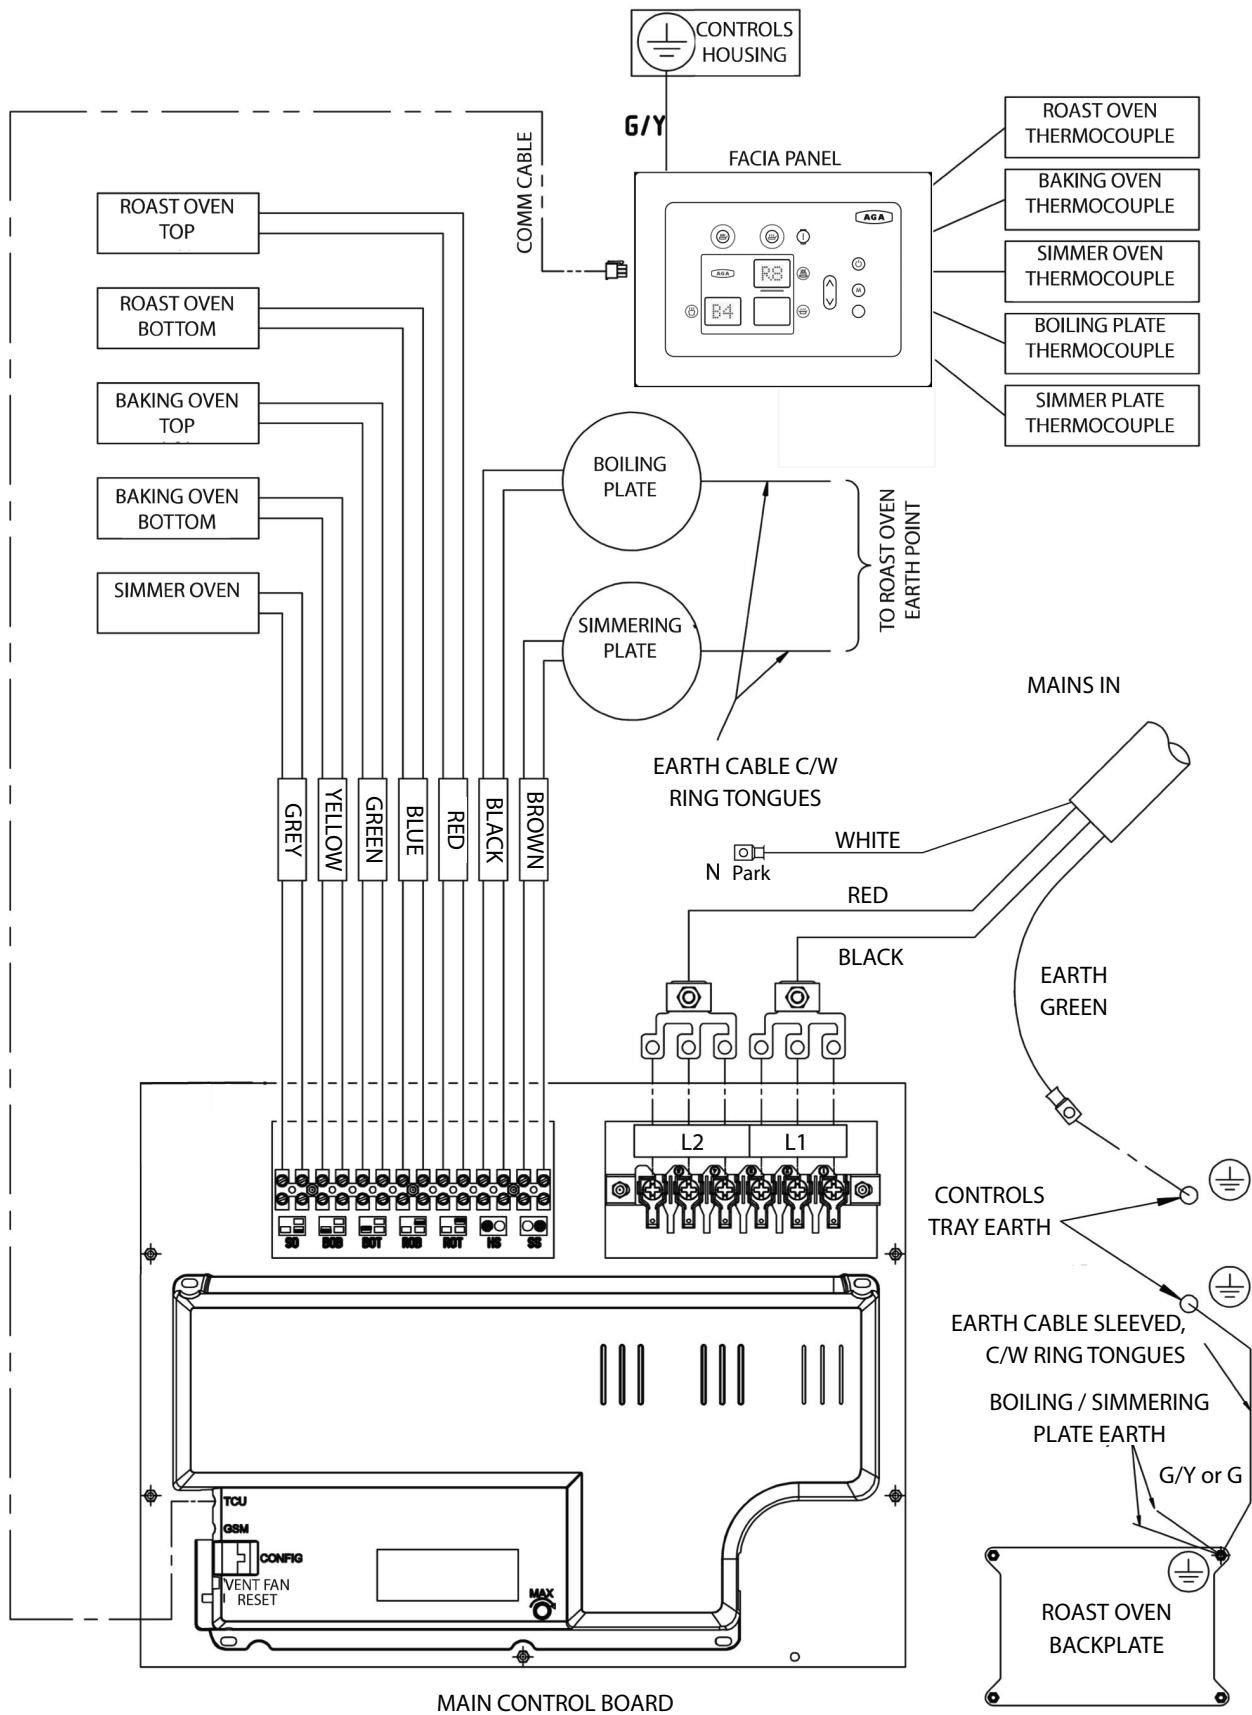 CONTROLS
HOUSING
G/Y
COMM CABLE
FACIA PANEL
AGA
AGA
R8
B4
M
ROAST OVEN
THERMOCOUPLE
BAKING OVEN
THERMOCOUPLE
SIMMER OVEN
THERMOCOUPLE
BOILING PLATE
THERMOCOUPLE
SIMMER PLATE
THERMOCOUPLE
ROAST OVEN
TOP
ROAST OVEN
BOTTOM
BAKING OVEN
TOP
BAKING OVEN
BOTTOM
SIMMER OVEN
BOILING
PLATE
SIMMERING
PLATE
TO ROAST OVEN
EARTH POINT
EARTH CABLE C/W
RING TONGUES
MAINS IN
GREY
YELLOW
GREEN
BLUE
RED
BLACK
BROWN
WHITE
N Park
RED
BLACK
EARTH
GREEN
L2
L1
SO
BOB
BOT
ROB
ROT
HS
SS
CONTROLS
TRAY EARTH
EARTH CABLE SLEEVED,
C/W RING TONGUES
BOILING / SIMMERING
PLATE EARTH
G/Y or G
TCU
GSM
CONFIG
VENT FAN
RESET
MAX
ROAST OVEN
BACKPLATE
MAIN CONTROL BOARD